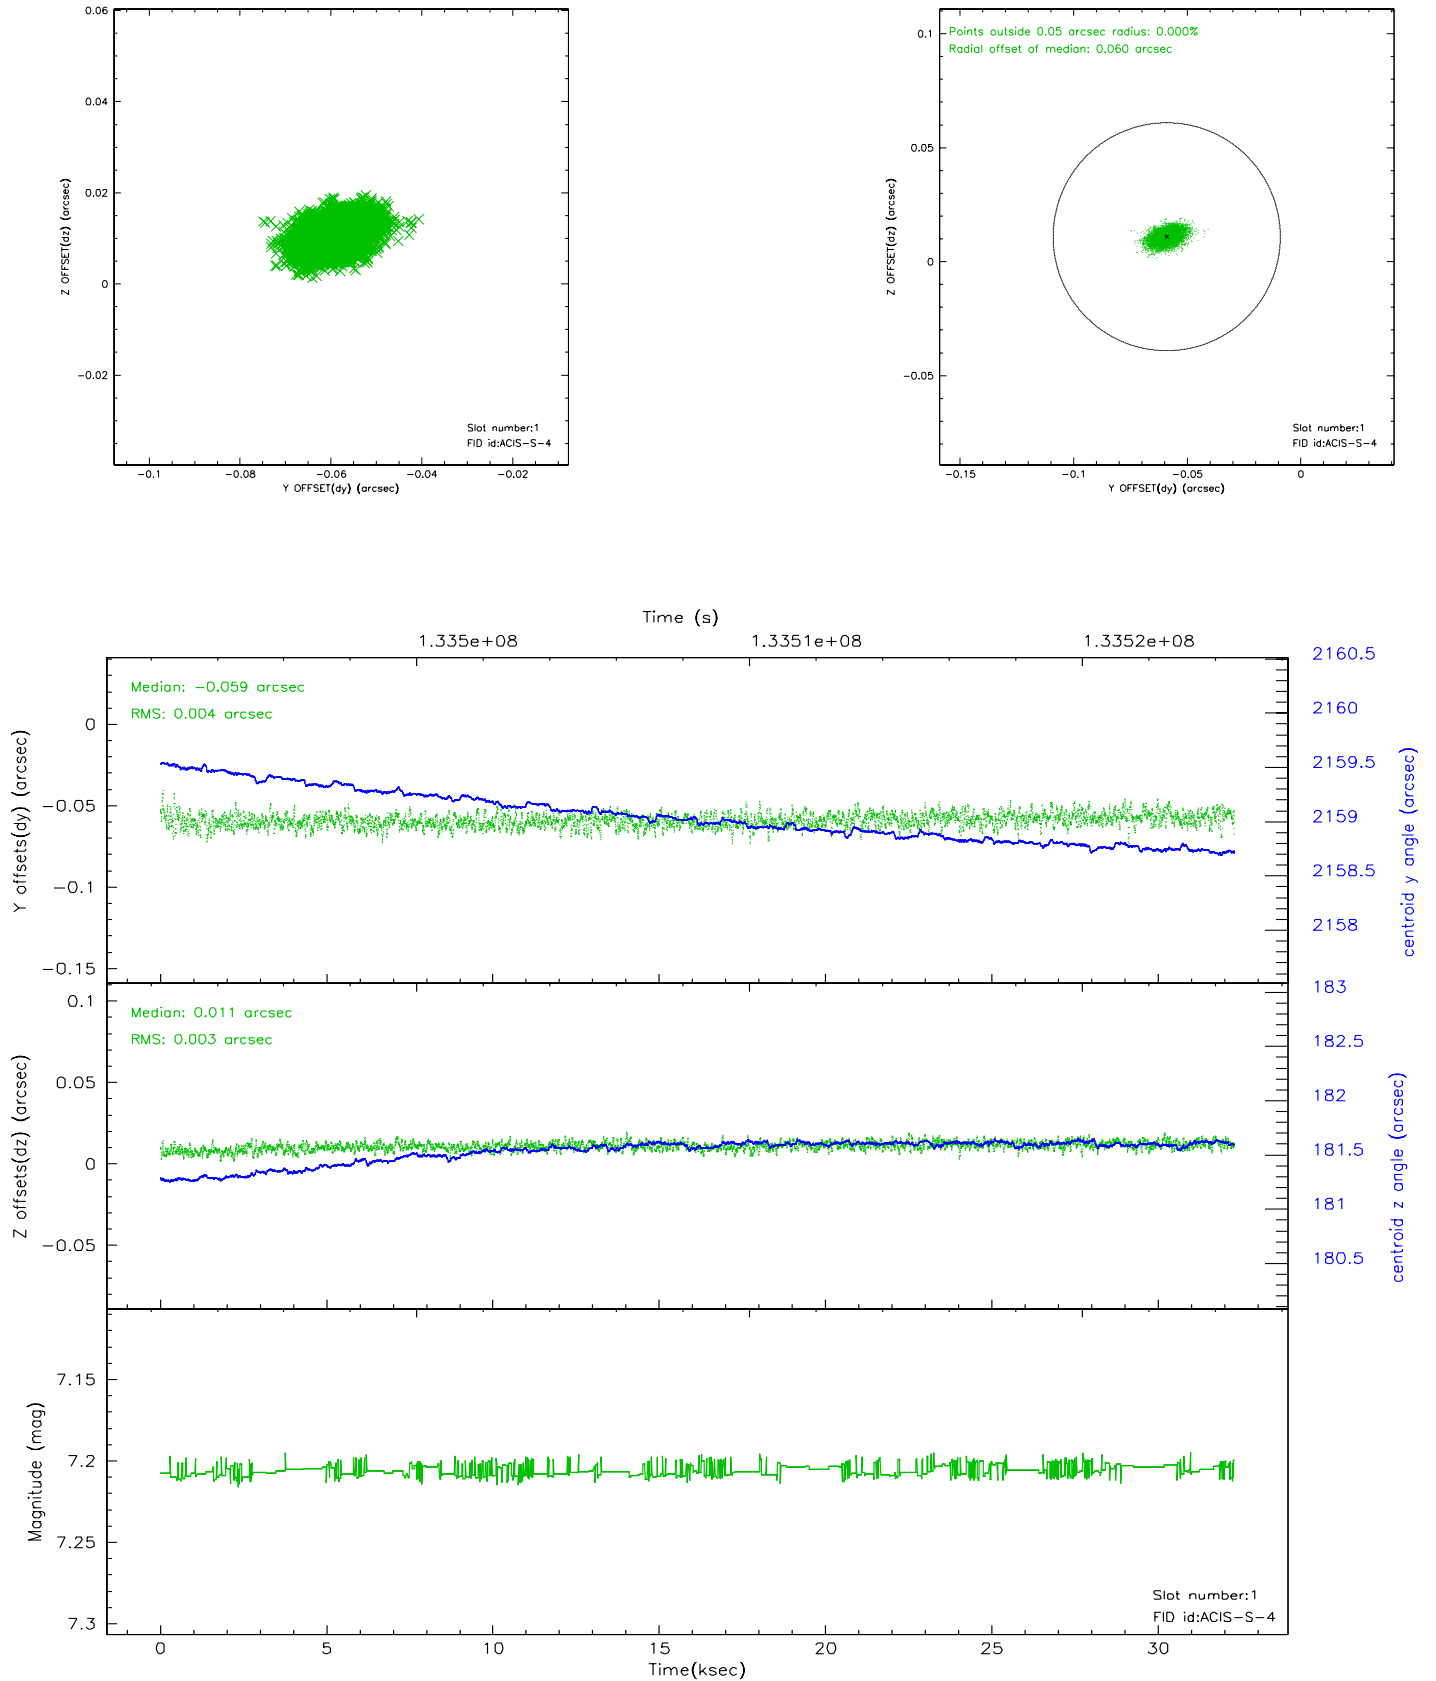 0.06
0.04
0.02
0
−0.02
Z OFFSET(dz) (arcsec)
Slot number:1
FID id:ACIS−S−4
−0.1
−0.08
−0.06
−0.04
−0.02
Y OFFSET(dy) (arcsec)
Points outside 0.05 arcsec radius: 0.000%
Radial offset of median: 0.060 arcsec
0.1
0.05
0
−0.05
Z OFFSET(dz) (arcsec)
Slot number:1
FID id:ACIS−S−4
−0.15
−0.1
−0.05
0
Y OFFSET(dy) (arcsec)
Time (s)
1.335e+08
1.3351e+08
1.3352e+08
Median: −0.059 arcsec
RMS: 0.004 arcsec
0
−0.05
−0.1
−0.15
Y offsets(dy) (arcsec)
2160.5
2160
2159.5
2159
2158.5
2158
centroid y angle (arcsec)
Median: 0.011 arcsec
RMS: 0.003 arcsec
0.1
0.05
0
−0.05
Z offsets(dz) (arcsec)
183
182.5
182
181.5
181
180.5
centroid z angle (arcsec)
7.15
7.2
7.25
7.3
Magnitude (mag)
Slot number:1
FID id:ACIS−S−4
0
5
10
15
20
25
30
Time(ksec)